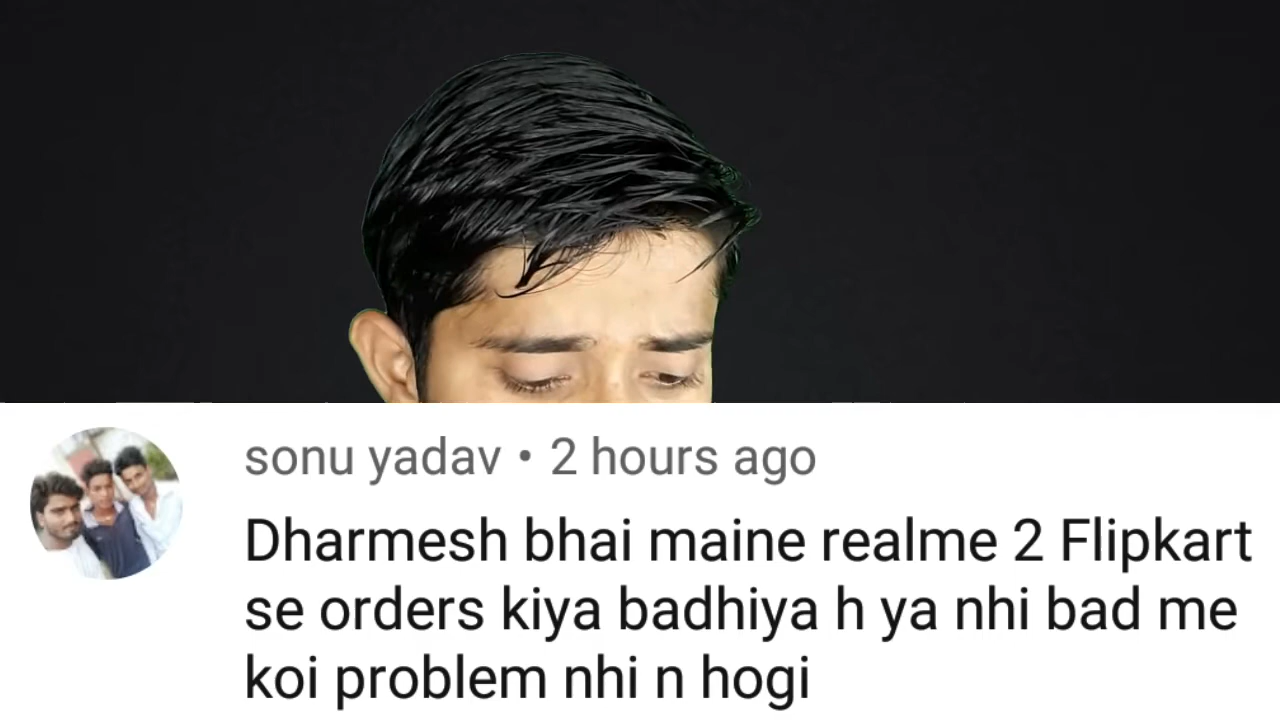 sonu yadav • 2 hours ago
Dharmesh bhai maine realme 2 Flipkart
se orders kiya badhiya h ya nhi bad me
koi problem nhi n hogi